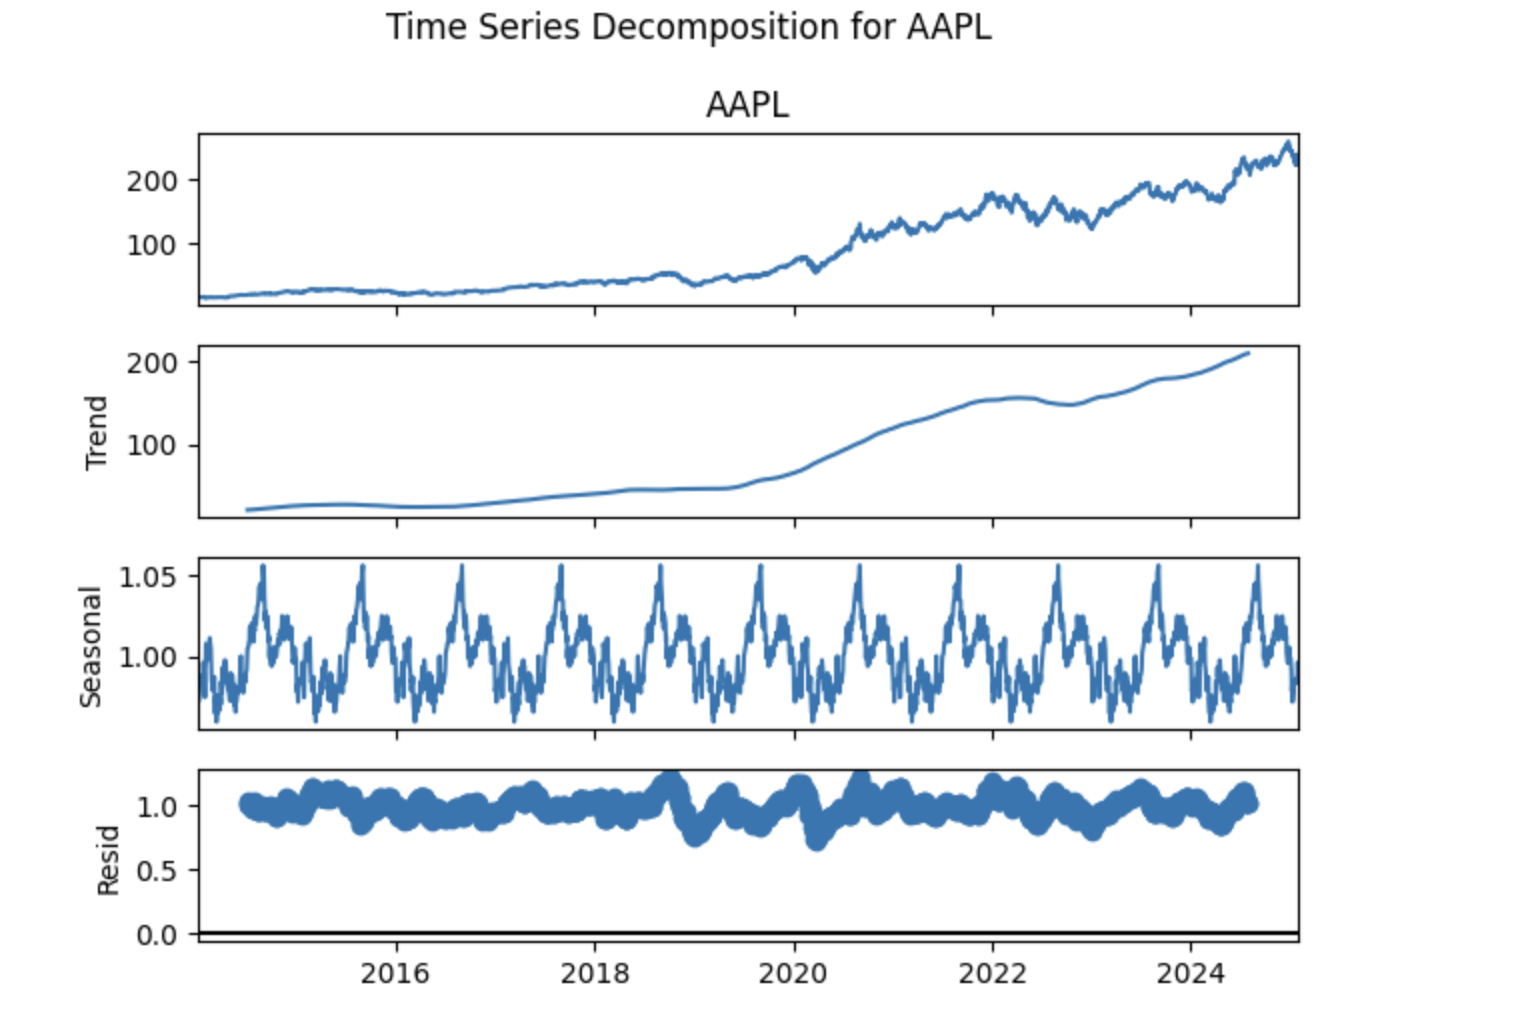 Time Series Decomposition for AAPL
AAPL
200
100
Trend
200
100
Seasonal
1.05
1.00
Resid
1.0
0.5
0.0
2016 2018 2020 2022 2024